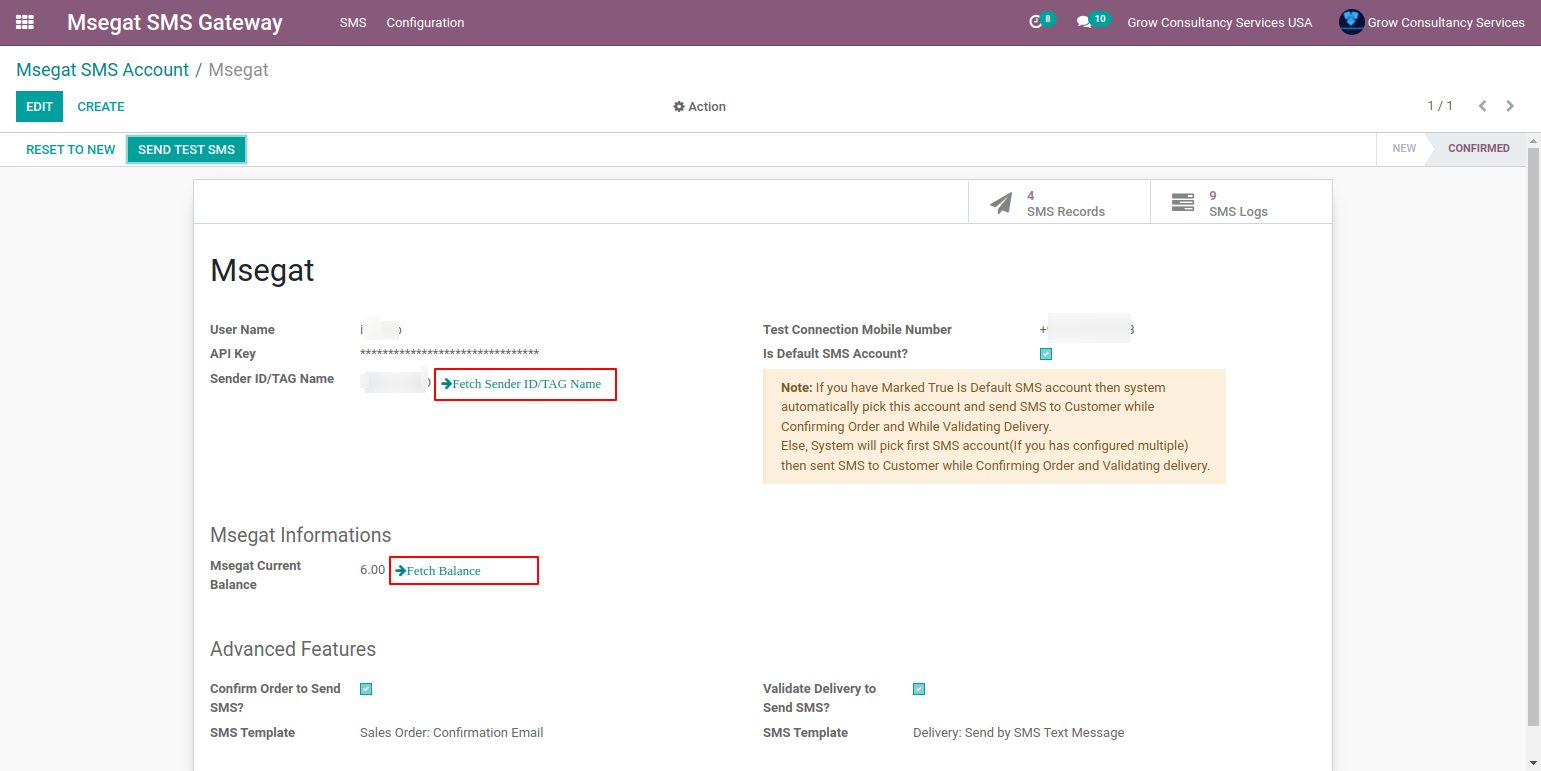 Msegat SMS Gateway SMS Configuration 8 10 Grow Consultancy Services USA Grow Consultancy Services
Msegat SMS Account / Msegat
EDIT CREATE Action 1 / 1
RESET TO NEW SEND TEST SMS NEW CONFIRMED
4
SMS Records
9
SMS Logs
Msegat
User Name
API Key ********************************
Sender ID/TAG Name Fetch Sender ID/TAG Name
Test Connection Mobile Number
Is Default SMS Account?
Note: If you have Marked True Is Default SMS account then system
automatically pick this account and send SMS to Customer while
Confirming Order and While Validating Delivery.
Else, System will pick first SMS account(If you has configured multiple)
then sent SMS to Customer while Confirming Order and Validating delivery.
Msegat Informations
Msegat Current
Balance
6.00 Fetch Balance
Advanced Features
Confirm Order to Send
SMS?
SMS Template Sales Order: Confirmation Email
Validate Delivery to
Send SMS?
SMS Template Delivery: Send by SMS Text Message